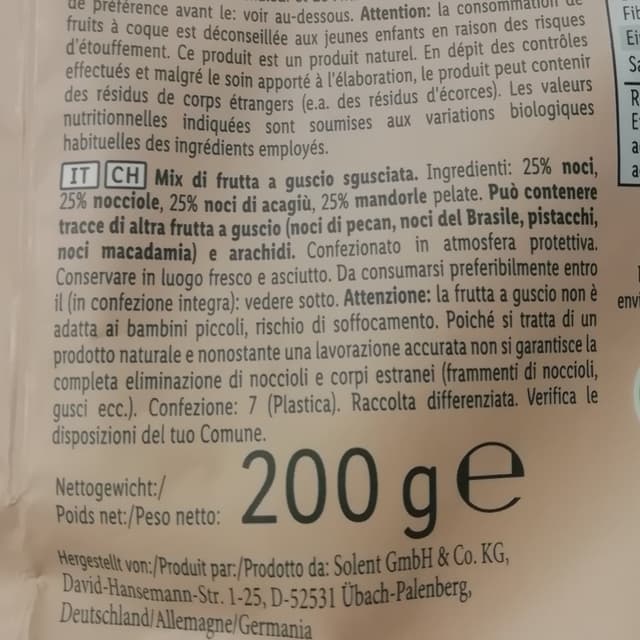 de préférence avant le: voir au-dessous. Attention: la consommation de
fruits à coque est déconseillée aux jeunes enfants en raison des risques
d'étouffement. Ce produit est un produit naturel. En dépit des contrôles
effectués et malgré le soin apporté à l'élaboration, le produit peut contenir
des résidus de corps étrangers (e.a. des résidus d'écorces). Les valeurs
nutritionnelles indiquées sont soumises aux variations biologiques
habituelles des ingrédients employés.
IT CH Mix di frutta a guscio sgusciata. Ingredienti: 25% noci,
25% nocciole, 25% noci di acagiù, 25% mandorle pelate. Può contenere
tracce di altra frutta a guscio (noci di pecan, noci del Brasile, pistacchi,
noci macadamia) e arachidi. Confezionato in atmosfera protettiva.
Conservare in luogo fresco e asciutto. Da consumarsi preferibilmente entro
il (in confezione integra): vedere sotto. Attenzione: la frutta a guscio non è
adatta ai bambini piccoli, rischio di soffocamento. Poiché si tratta di un
prodotto naturale e nonostante una lavorazione accurata non si garantisce la
completa eliminazione di noccioli e corpi estranei (frammenti di noccioli,
gusci ecc.). Confezione: 7 (Plastica). Raccolta differenziata. Verifica le
disposizioni del tuo Comune.
Nettogewicht:/
Poids net:/Peso netto: 200 g e
Hergestellt von:/Produit par:/Prodotto da: Solent GmbH & Co. KG,
David-Hansemann-Str. 1-25, D-52531 Übach-Palenberg,
Deutschland/Allemagne/Germania